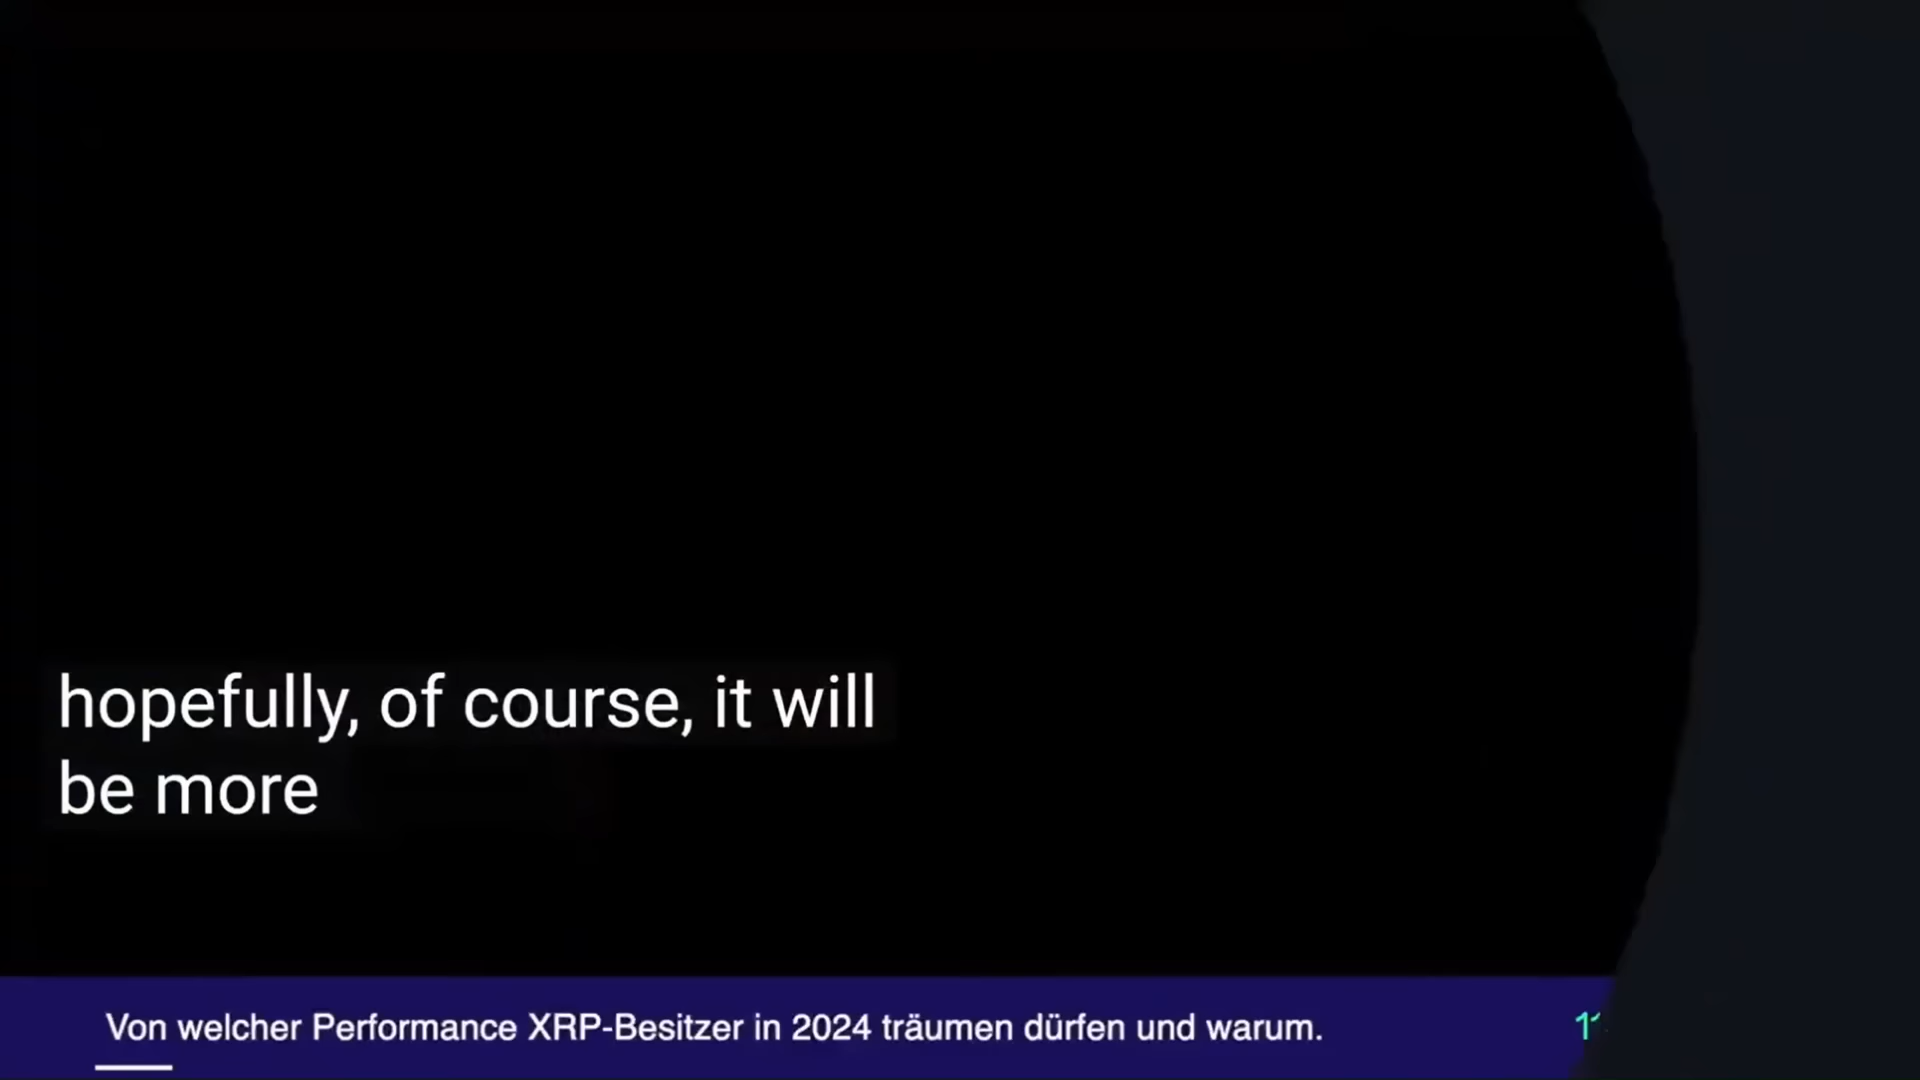 hopefully, of course, it will
be more
Von welcher Performance XRP-Besitzer in 2024 träumen dürfen und warum.